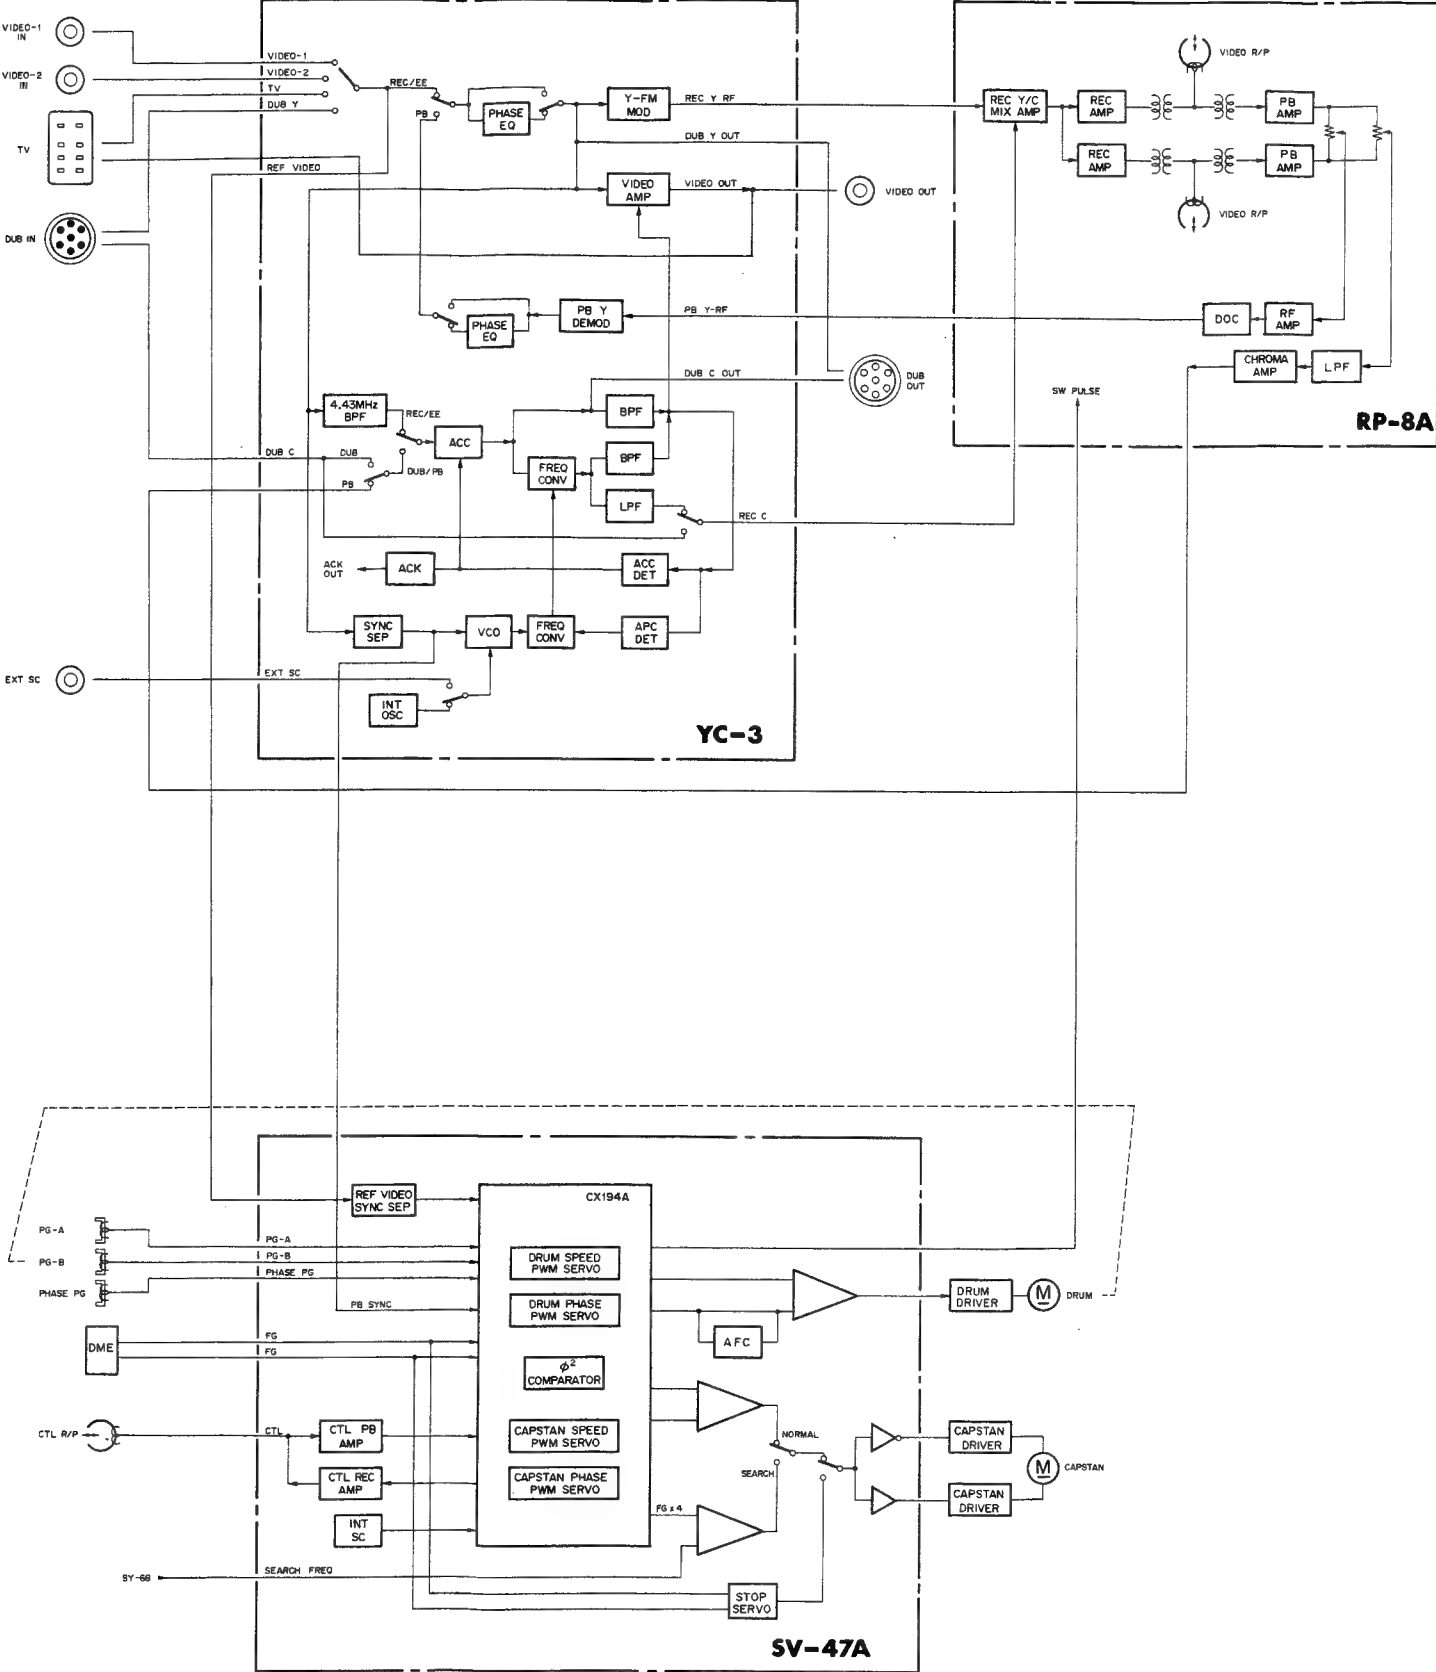 VIDEO-1
IN
VIDEO-2
IN
TV
DUB IN
EXT SC
VIDEO-1
VIDEO-2
TV
DUB Y
REF VIDEO
REC/EE
PB
PHASE
EQ
Y-FM
MOD
REC Y RF
DUB Y OUT
VIDEO
AMP
VIDEO OUT
VIDEO OUT
PHASE
EQ
PB Y
DEMOD
PB Y-RF
DUB C OUT
DUB
OUT
4.43MHz
BPF
REC/EE
ACC
BPF
BPF
FREQ
CONV
LPF
DUB C
DUB
PB
DUB/PB
REC C
ACK
OUT
ACK
ACC
DET
SYNC
SEP
VCO
FREQ
CONV
APC
DET
EXT SC
INT
OSC
YC-3
REC Y/C
MIX AMP
REC
AMP
REC
AMP
VIDEO R/P
PB
AMP
PB
AMP
VIDEO R/P
DOC
RF
AMP
CHROMA
AMP
LPF
SW PULSE
RP-8A
REF VIDEO
SYNC SEP
CX194A
PG-A
PG-B
PHASE PG
PG-A
PG-B
PHASE PG
PB SYNC
DRUM SPEED
PWM SERVO
DRUM PHASE
PWM SERVO
AFC
DRUM
DRIVER
M
DRUM
DME
FG
FG
ϕ²
COMPARATOR
CTL R/P
CTL
CTL PB
AMP
CTL REC
AMP
CAPSTAN SPEED
PWM SERVO
CAPSTAN PHASE
PWM SERVO
NORMAL
SEARCH
CAPSTAN
DRIVER
M
CAPSTAN
CAPSTAN
DRIVER
INT
SC
FG x 4
SY-68
SEARCH FREQ
STOP
SERVO
SV-47A